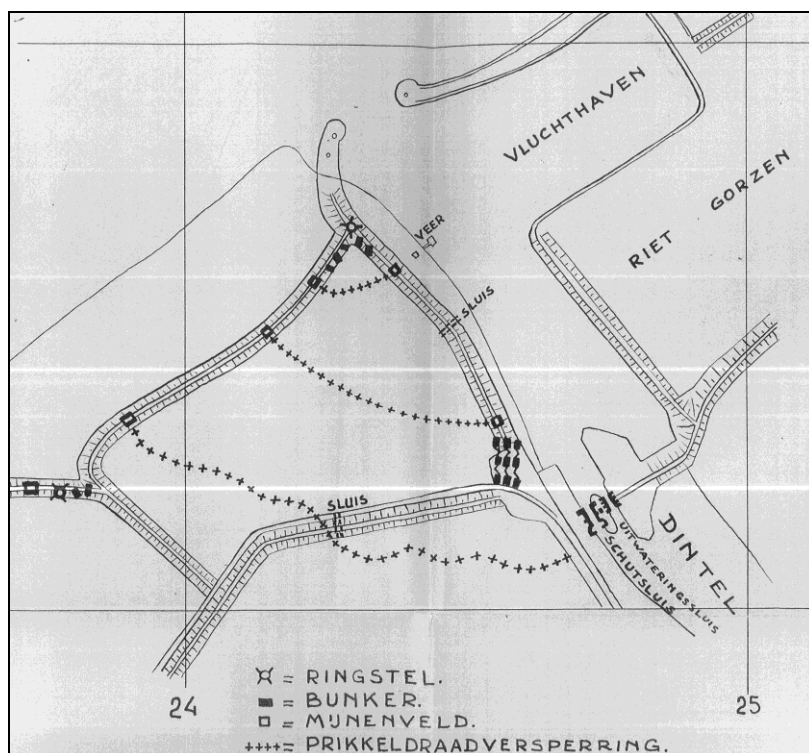 VLUCHTHAVEN
RIET GORZEN
VEER
SLUIS
SLUIS
DINTEL
UITWATERINGSSLUIS
SCHUTSLUIS
24
25
= RINGSTEL.
= BUNKER.
= MIJNENVELD.
++++= PRIKKELDRAADVERSPERRING.